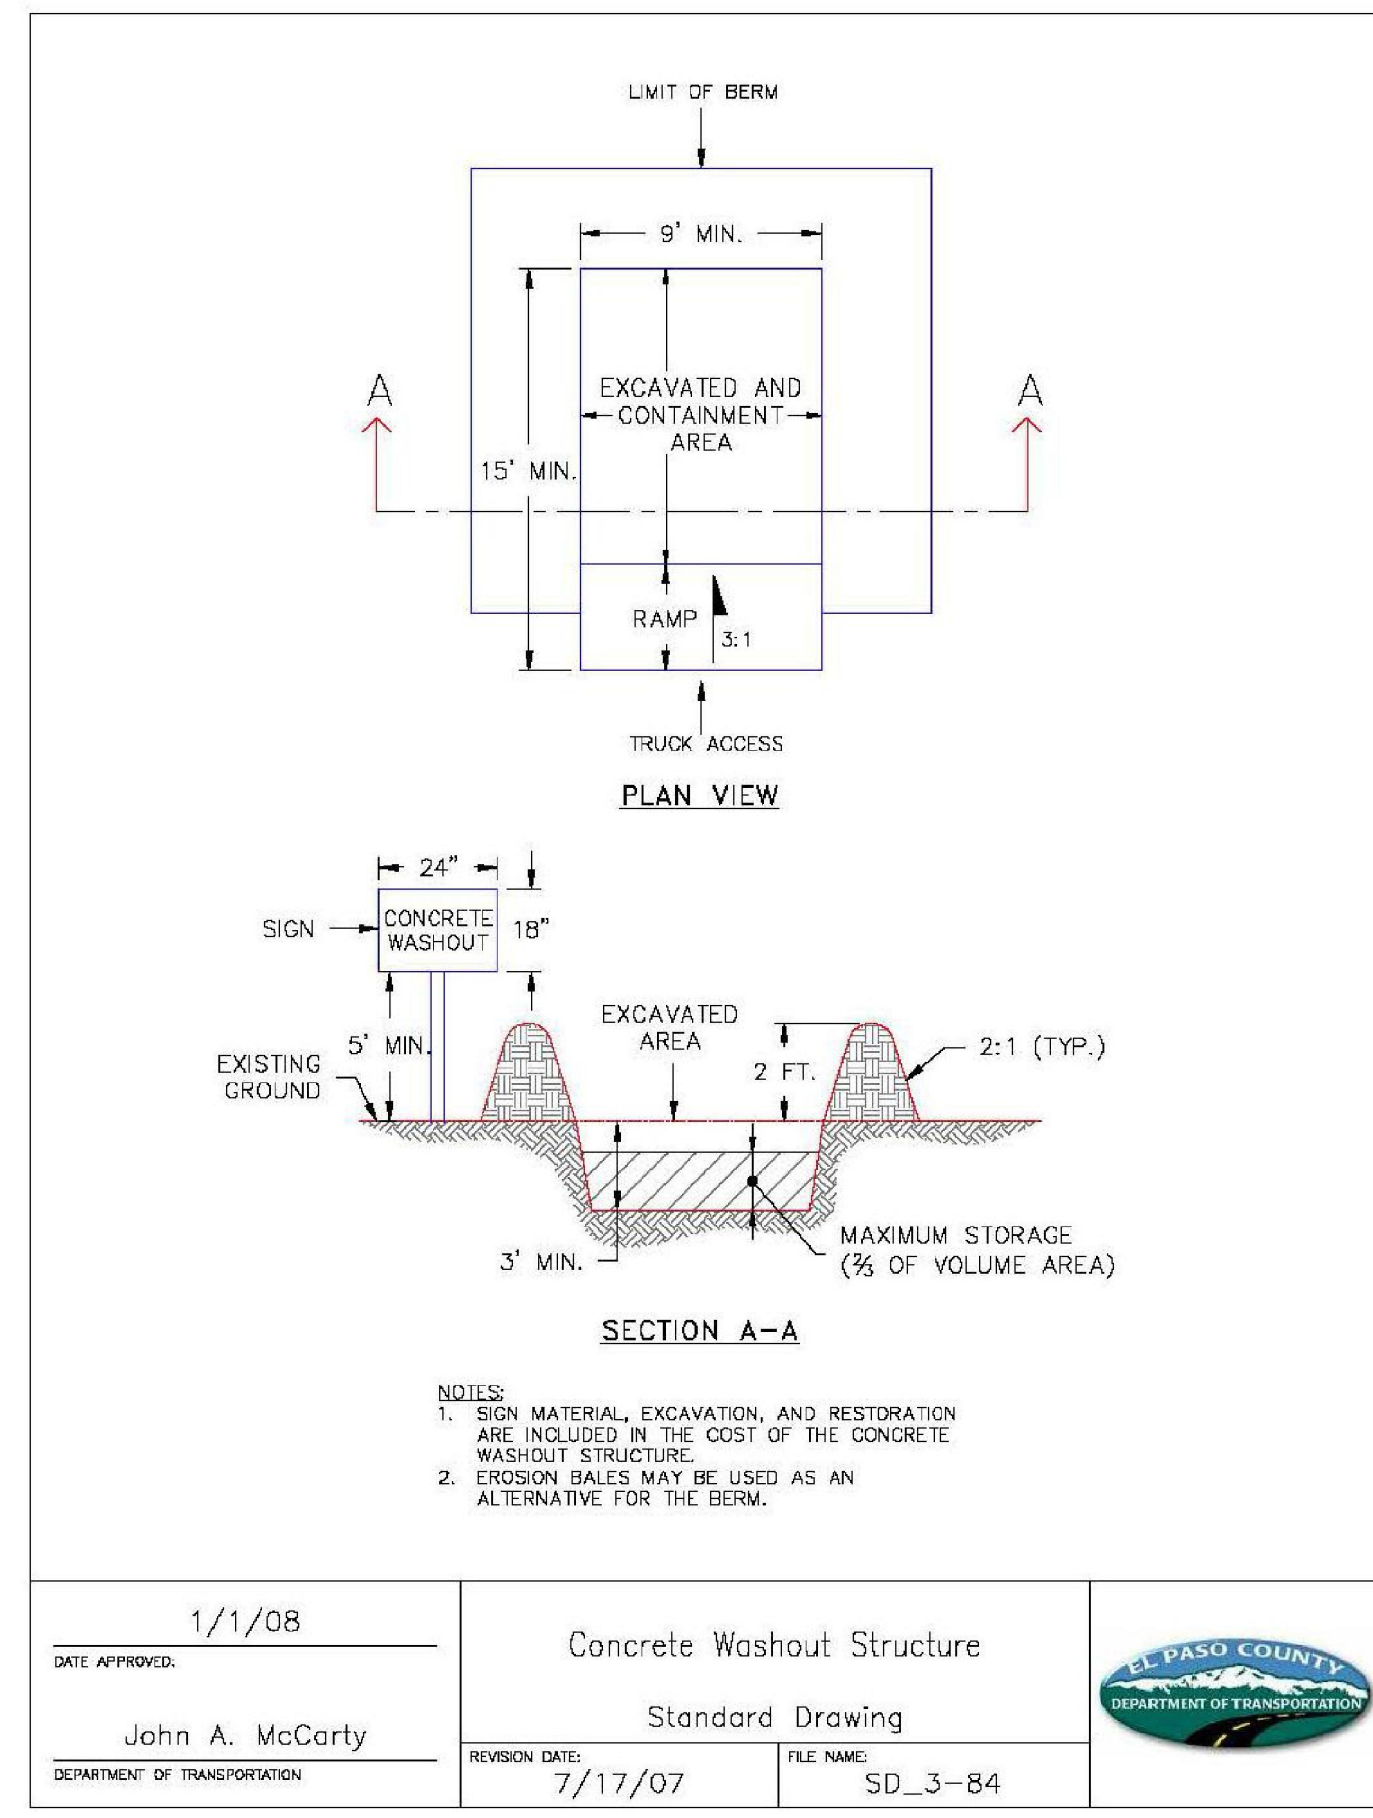 LIMIT OF BERM
9' MIN.
A
A
EXCAVATED AND
CONTAINMENT
AREA
15' MIN.
RAMP
3:1
TRUCK ACCESS
PLAN VIEW
24"
SIGN
CONCRETE
WASHOUT
18"
EXCAVATED
AREA
5' MIN.
2:1 (TYP.)
EXISTING
GROUND
2 FT.
3' MIN.
MAXIMUM STORAGE
(⅔ OF VOLUME AREA)
SECTION A-A
NOTES:
1. SIGN MATERIAL, EXCAVATION, AND RESTORATION
ARE INCLUDED IN THE COST OF THE CONCRETE
WASHOUT STRUCTURE.
2. EROSION BALES MAY BE USED AS AN
ALTERNATIVE FOR THE BERM.
1/1/08
DATE APPROVED:
John A. McCarty
DEPARTMENT OF TRANSPORTATION
Concrete Washout Structure
Standard Drawing
REVISION DATE:
7/17/07
FILE NAME:
SD_3-84
EL PASO COUNTY
DEPARTMENT OF TRANSPORTATION